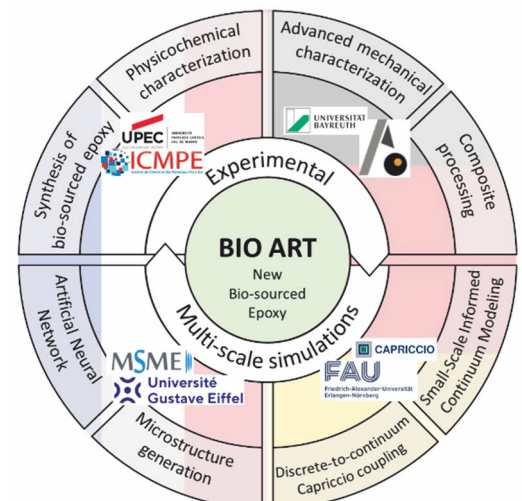 Physicochemical
characterization
Advanced mechanical
characterization
Synthesis of
bio-sourced epoxy
Composite
processing
UPEC
ICMPE
UNIVERSITÄT
BAYREUTH
Experimental
BIO ART
New
Bio-sourced
Epoxy
Multi-scale simulations
Artificial Neural
Network
Small-Scale Informed
Continuum Modeling
MSME
Université
Gustave Eiffel
CAPRICCIO
FAU
Friedrich-Alexander-Universität
Erlangen-Nürnberg
Microstructure
generation
Discrete-to-continuum
Capriccio coupling